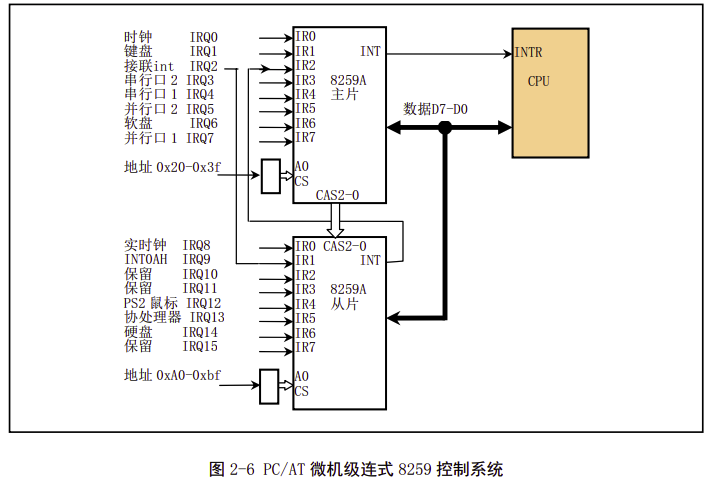 时钟 IRQ0
键盘 IRQ1
接联int IRQ2
串行口 2 IRQ3
串行口 1 IRQ4
并行口 2 IRQ5
软盘 IRQ6
并行口 1 IRQ7
地址 0x20-0x3f
IR0
IR1
IR2
IR3
IR4
IR5
IR6
IR7
INT
8259A
主片
A0
CS
CAS2-0
INTR
CPU
数据D7-D0
实时钟 IRQ8
INT0AH IRQ9
保留 IRQ10
保留 IRQ11
PS2 鼠标 IRQ12
协处理器 IRQ13
硬盘 IRQ14
保留 IRQ15
地址 0xA0-0xbf
IR0 CAS2-0
IR1
IR2
IR3
IR4
IR5
IR6
IR7
INT
8259A
从片
A0
CS
图 2-6 PC/AT 微机级连式 8259 控制系统